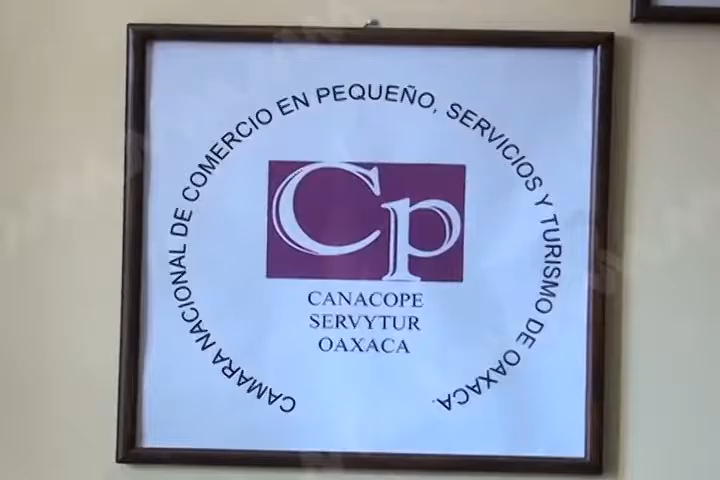 CAMARA NACIONAL DE COMERCIO EN PEQUEÑO, SERVICIOS Y TURISMO DE OAXACA.
Cp
CANACOPE
SERVYTUR
OAXACA